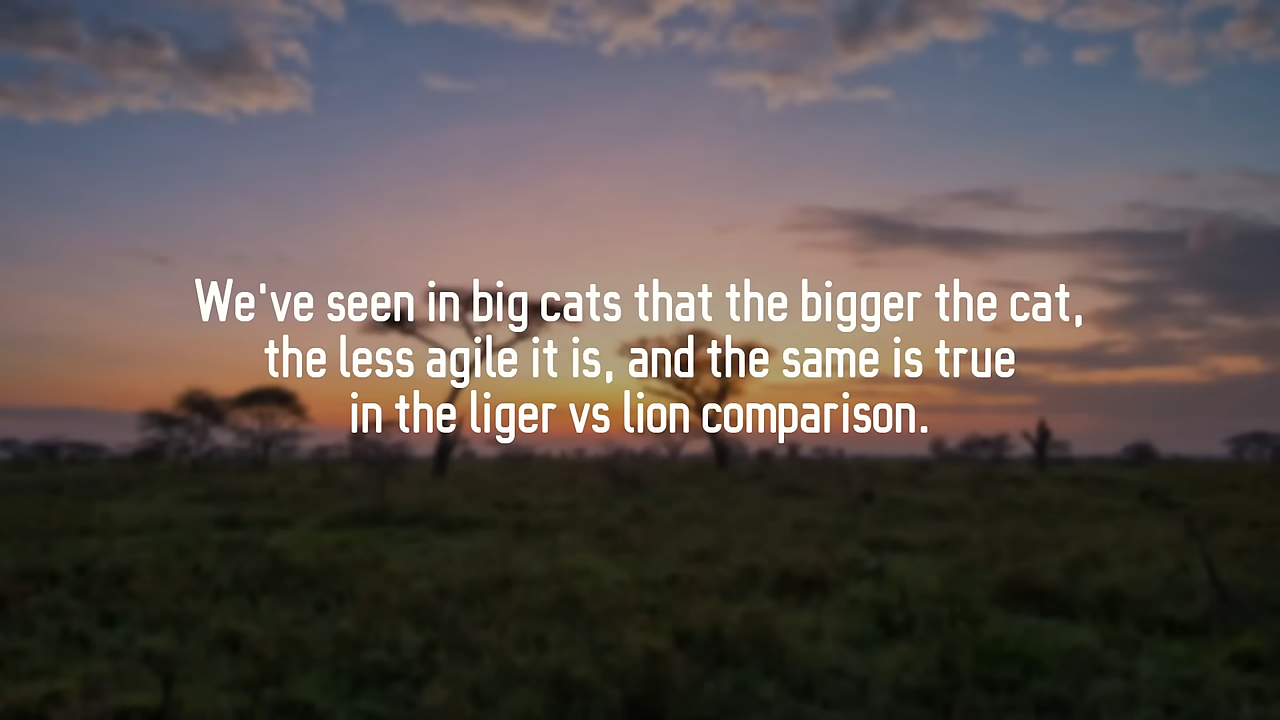 We've seen in big cats that the bigger the cat,
the less agile it is, and the same is true
in the liger vs lion comparison.